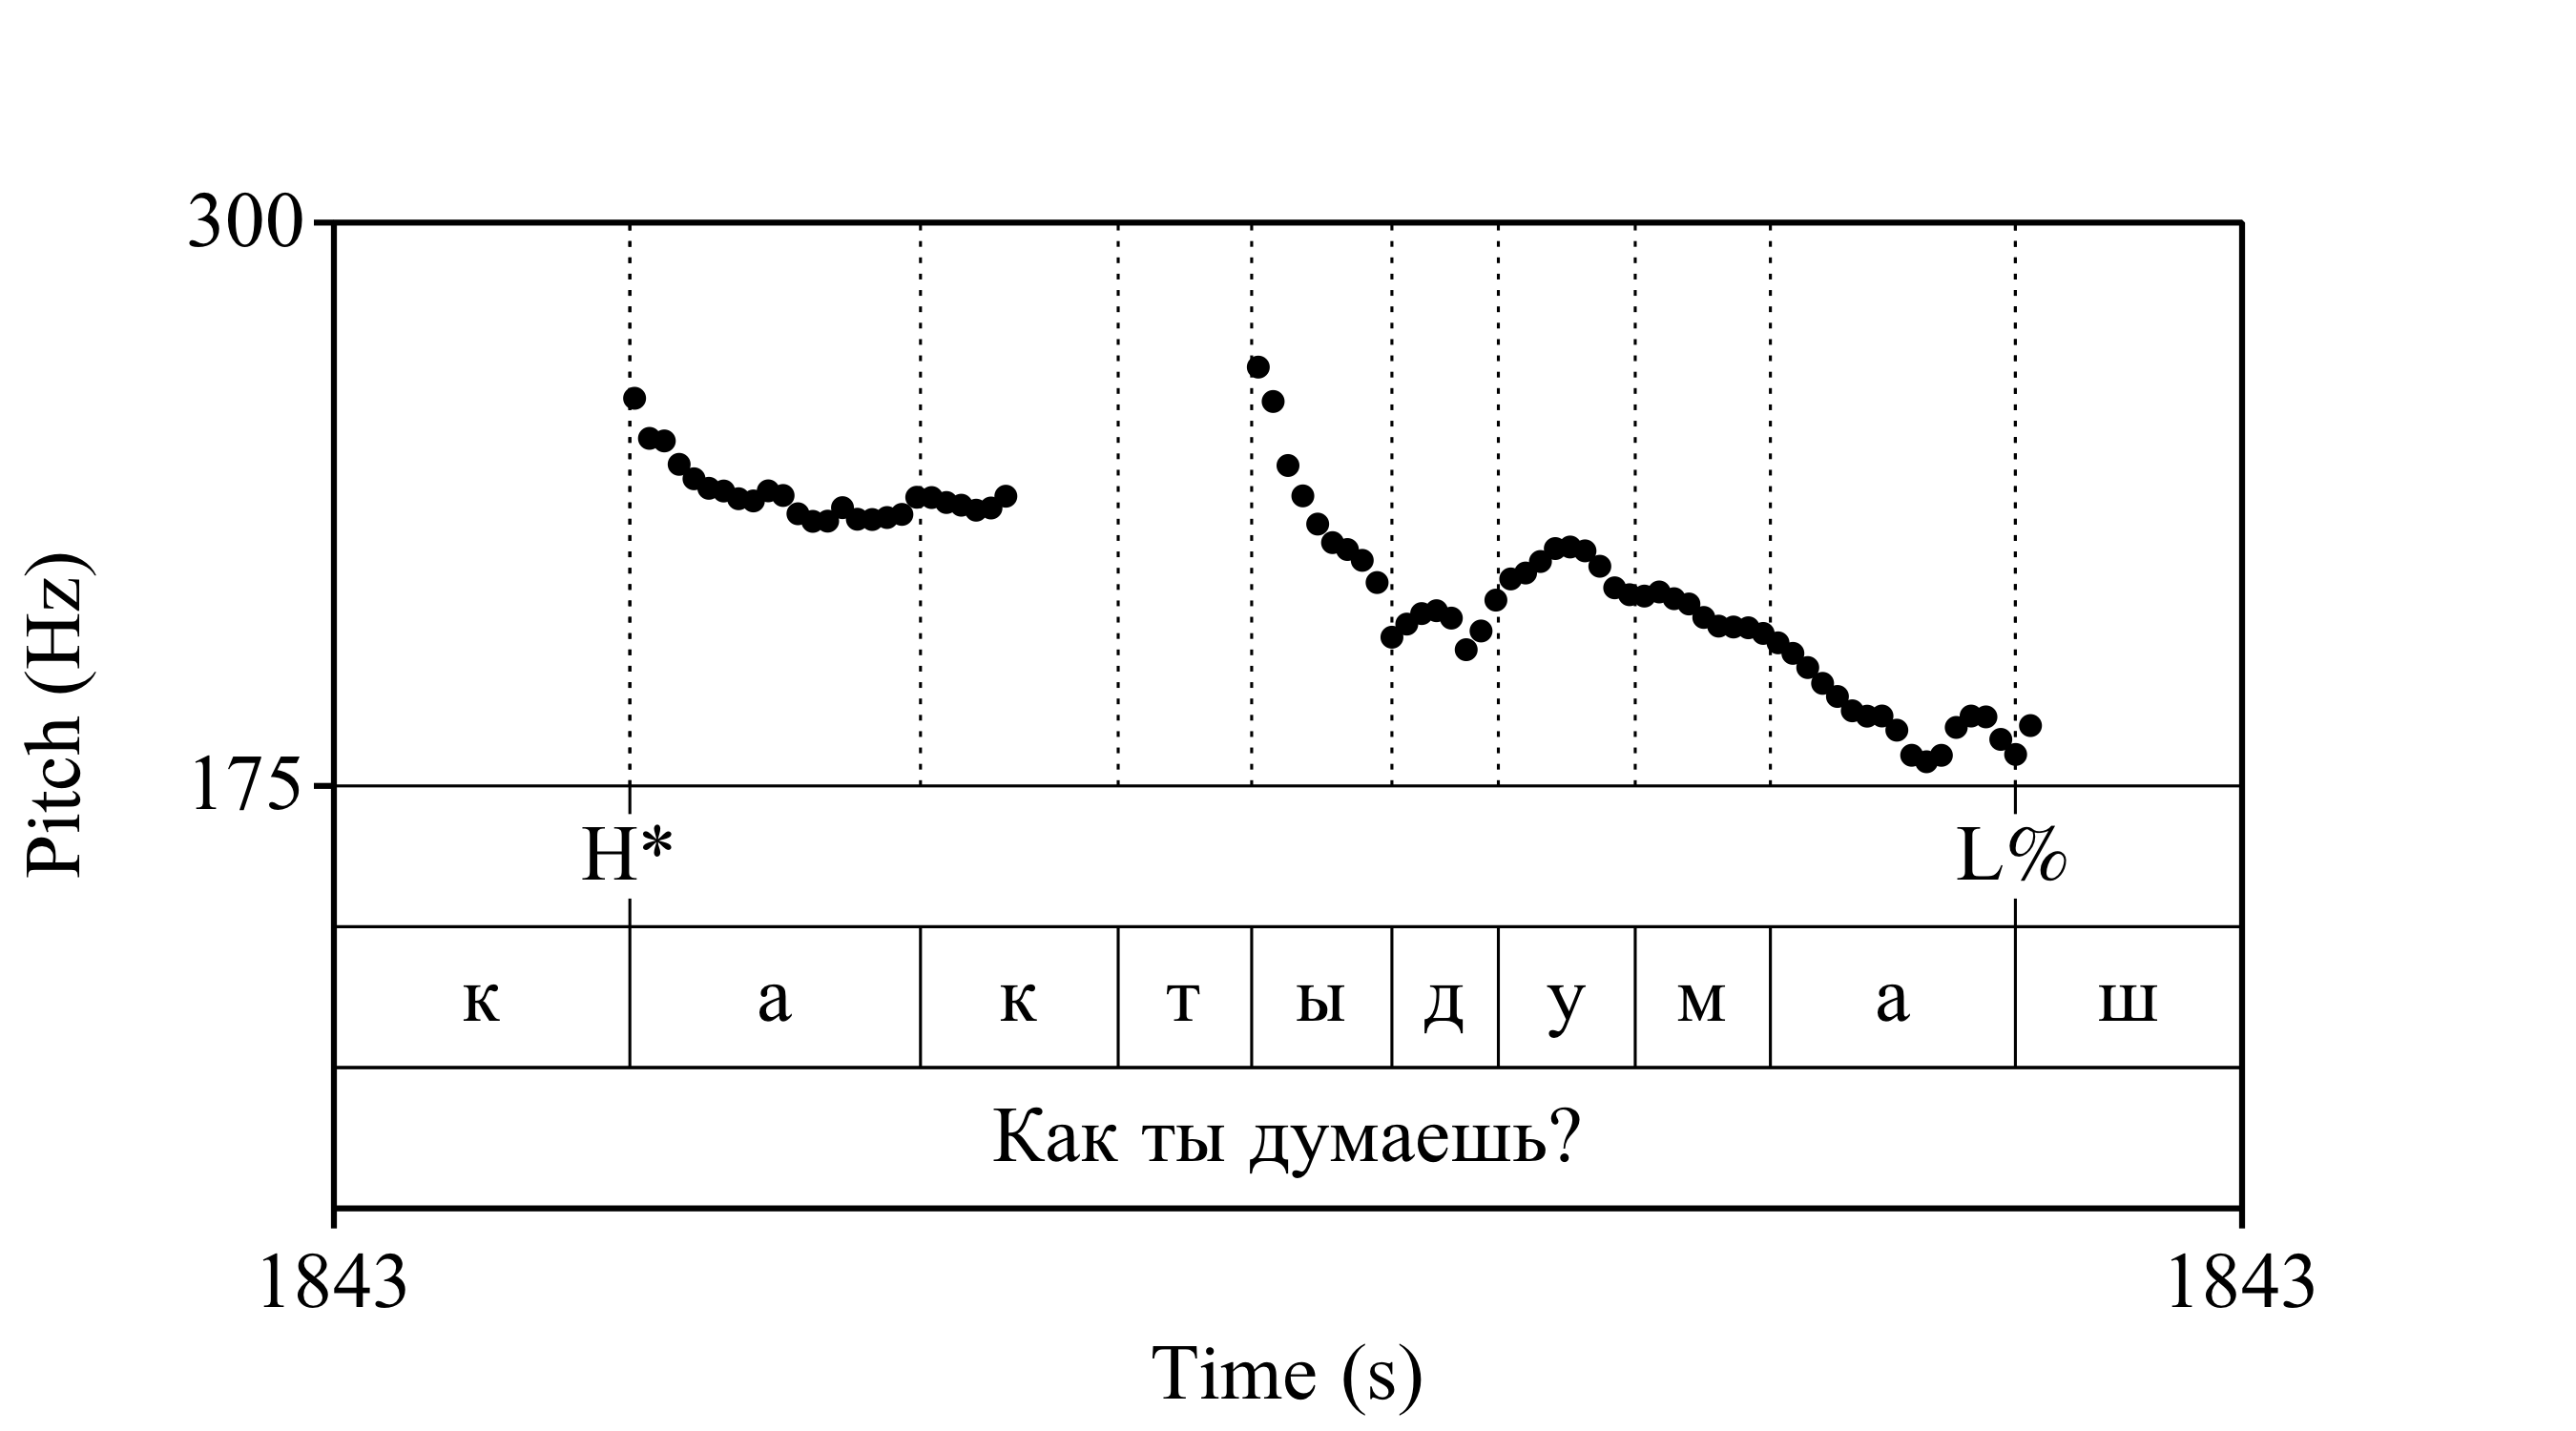 300
Pitch (Hz)
175
H* L%
к а к т ы д у м а ш
Как ты думаешь?
1843 1843
Time (s)